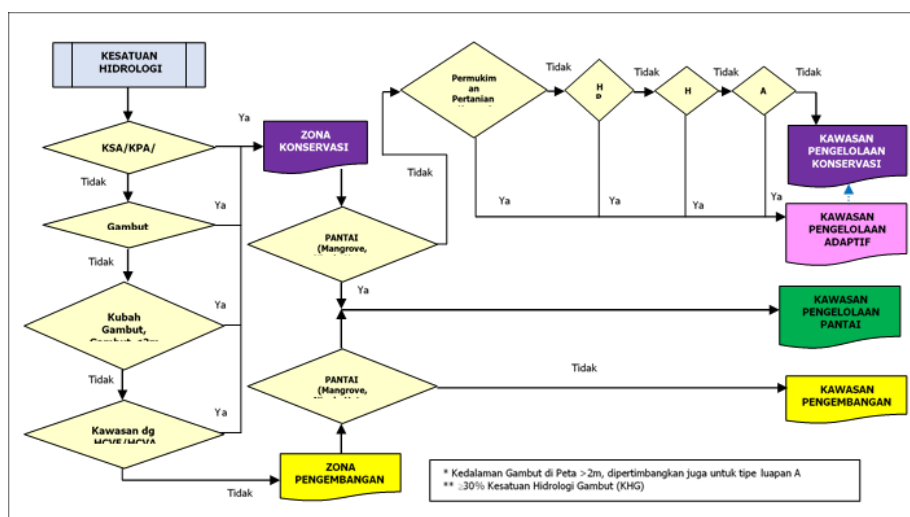 KESATUAN
HIDROLOGI
KSA/KPA/
Ya
Tidak
Gambut
Ya
Tidak
Kubah
Gambut,
Ya
Tidak
Kawasan dg
HCVF/HCVA
Ya
Tidak
ZONA
KONSERVASI
PANTAI
(Mangrove,
Tidak
Ya
PANTAI
(Mangrove,
Tidak
ZONA
PENGEMBANGAN
Permukim
an
Pertanian
Tidak
H
Tidak
H
Tidak
A
Tidak
Ya
Ya
Ya
Ya
KAWASAN
PENGELOLAAN
KONSERVASI
KAWASAN
PENGELOLAAN
ADAPTIF
KAWASAN
PENGELOLAAN
PANTAI
KAWASAN
PENGEMBANGAN
* Kedalaman Gambut di Peta >2m, dipertimbangkan juga untuk tipe luapan A
** ≥30% Kesatuan Hidrologi Gambut (KHG)